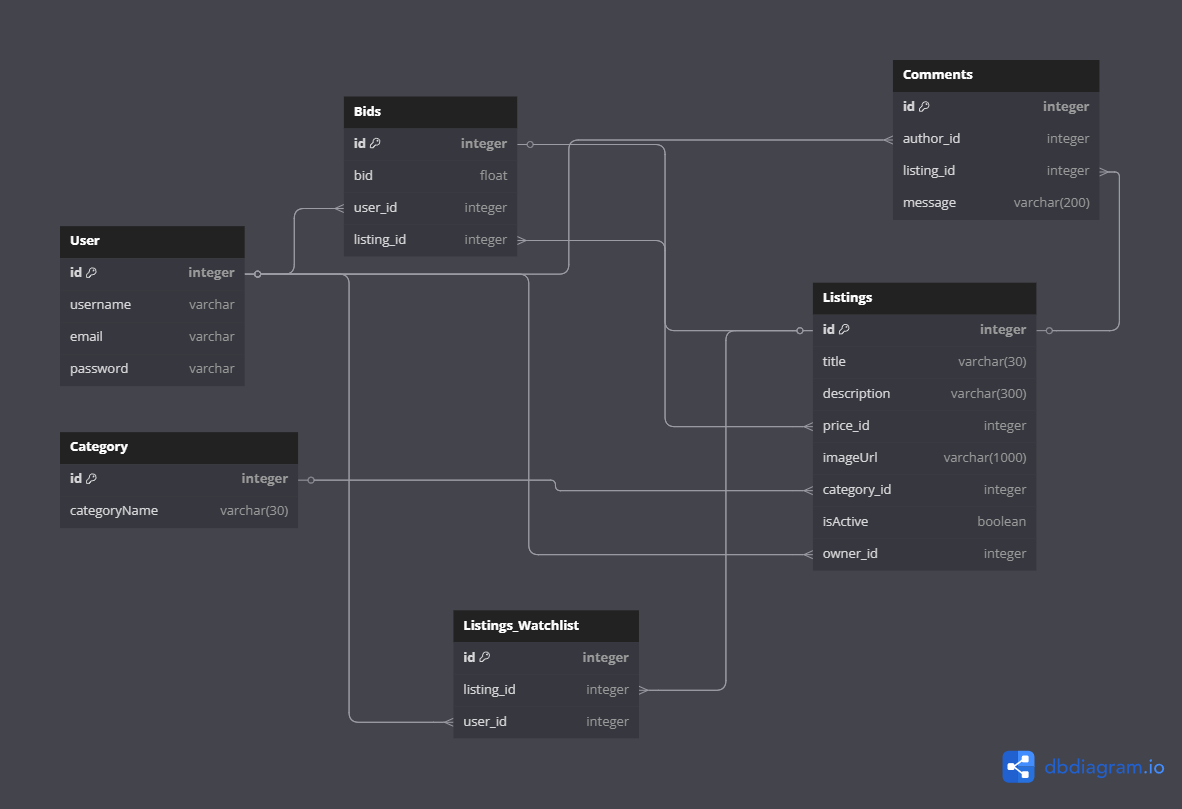 Comments
id integer
author_id integer
listing_id integer
message varchar(200)
Bids
id integer
bid float
user_id integer
listing_id integer
User
id integer
username varchar
email varchar
password varchar
Listings
id integer
title varchar(30)
description varchar(300)
price_id integer
imageUrl varchar(1000)
category_id integer
isActive boolean
owner_id integer
Category
id integer
categoryName varchar(30)
Listings_Watchlist
id integer
listing_id integer
user_id integer
dbdiagram.io